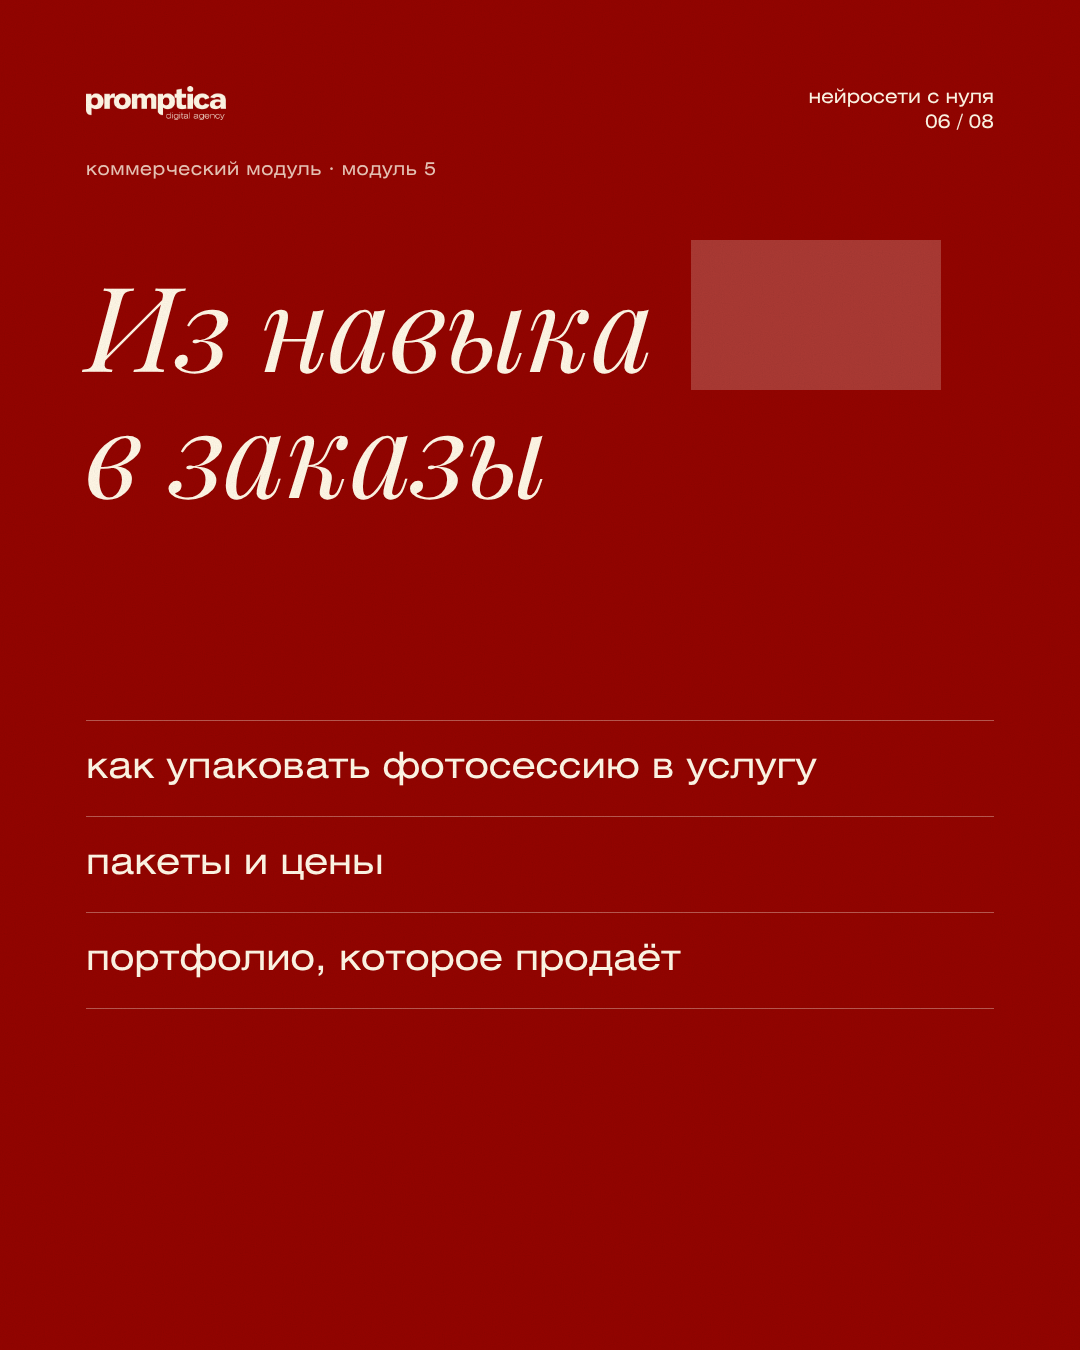 promptica
digital agency
нейросети с нуля
06 / 08
коммерческий модуль · модуль 5
Из навыка
в заказы
как упаковать фотосессию в услугу
пакеты и цены
портфолио, которое продаёт